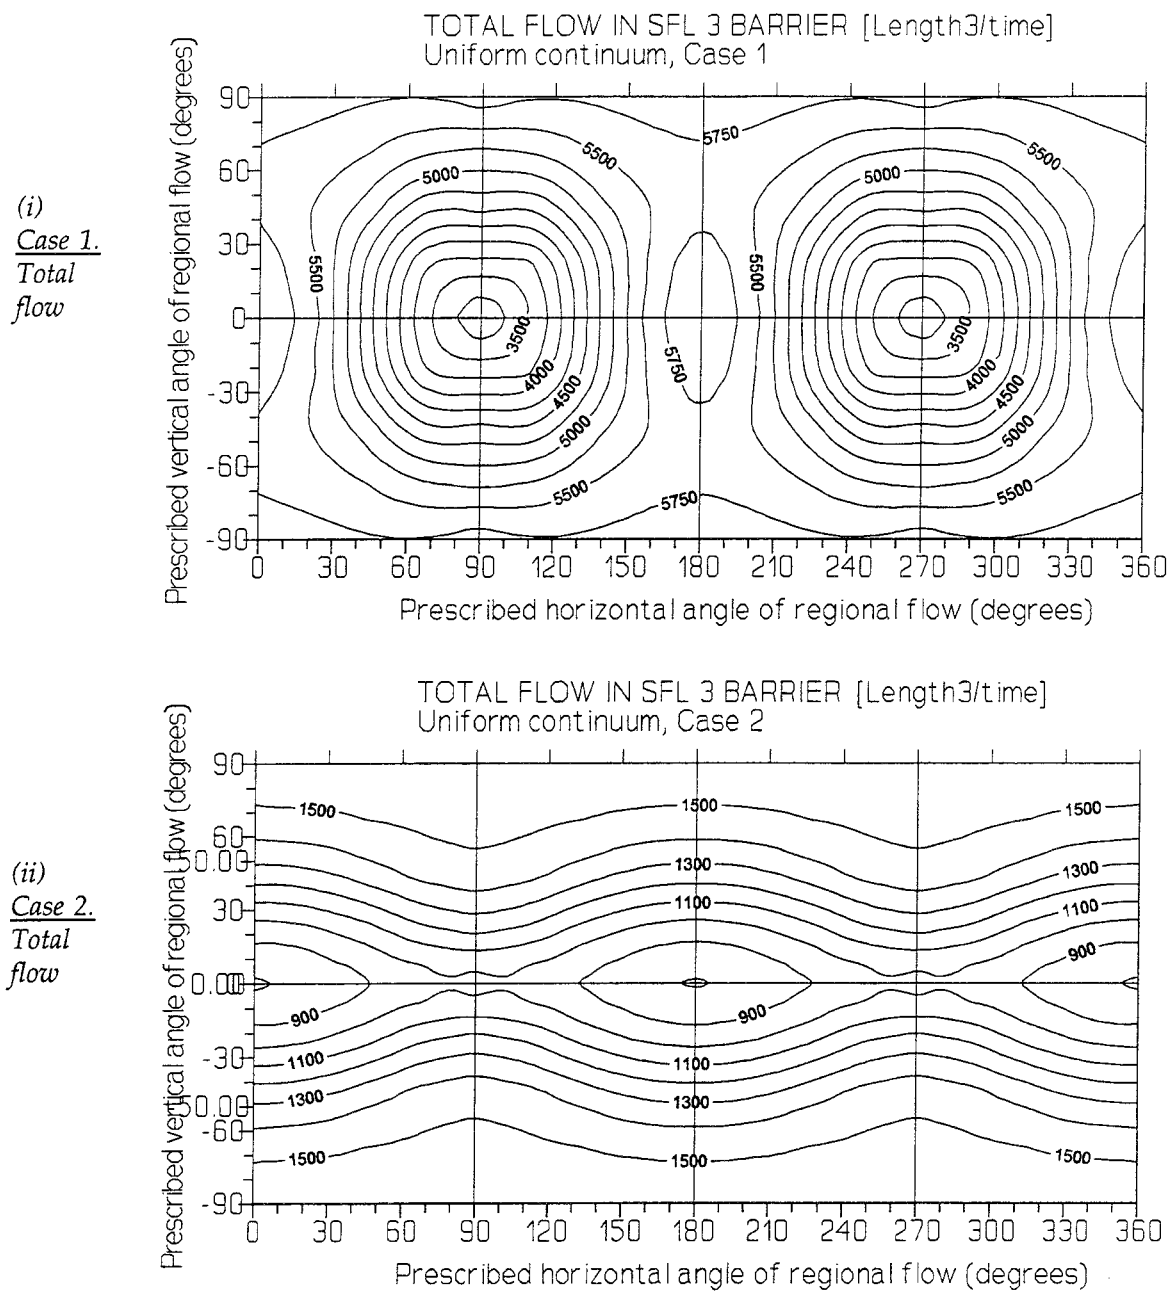 TOTAL FLOW IN SFL 3 BARRIER [Length3/time]
Uniform continuum, Case 1
(i)
Case 1.
Total
flow
Prescribed vertical angle of regional flow (degrees)
90
60
30
0
-30
-60
-90
5750
5500
5500
5000
5000
5500
5500
5500
3500
3500
4000
4000
4500
4500
5750
5000
5000
5500
5750
5500
0 30 60 90 120 150 180 210 240 270 300 330 360
Prescribed horizontal angle of regional flow (degrees)
TOTAL FLOW IN SFL 3 BARRIER [Length3/time]
Uniform continuum, Case 2
(ii)
Case 2.
Total
flow
Prescribed vertical angle of regional flow (degrees)
90
60
50.00
30
0.00
-30
50.00
-60
-90
1500 1500 1500
1300 1300
1100 1100
900
900 900
1100 1100
1300 1300
1500 1500 1500
0 30 60 90 120 150 180 210 240 270 300 330 360
Prescribed horizontal angle of regional flow (degrees)